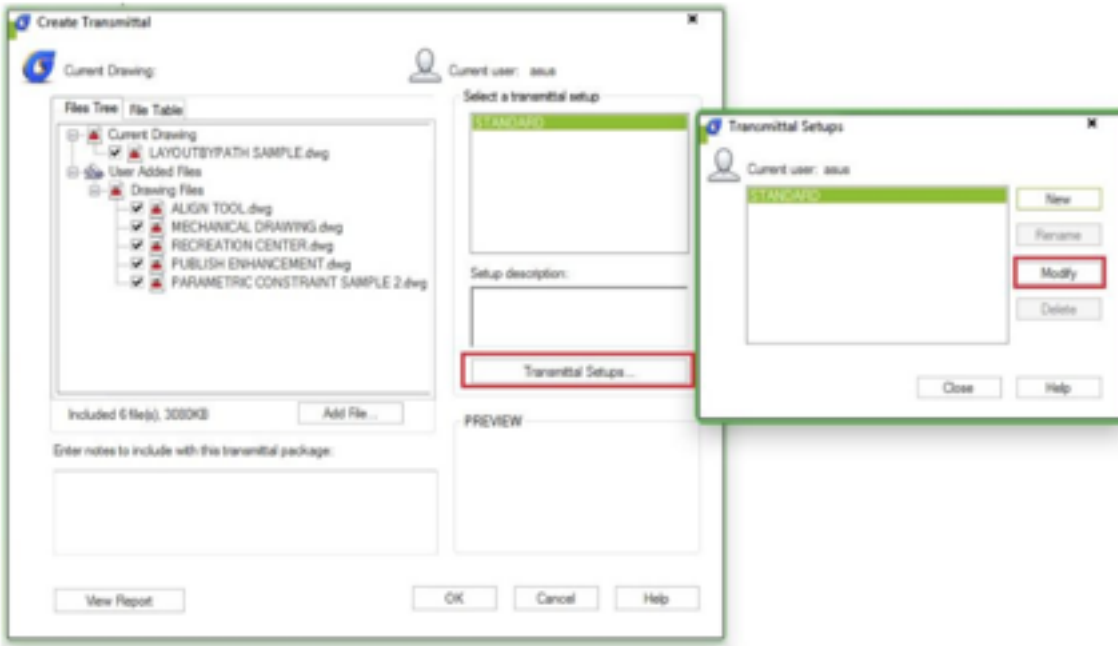 Create Transmittal
Current Drawing:
Current user: asus
Files Tree
File Table
Current Drawing
LAYOUTBYPATH SAMPLE.dwg
User Added Files
Drawing Files
ALIGN TOOL.dwg
MECHANICAL DRAWING.dwg
RECREATION CENTER.dwg
PUBLISH ENHANCEMENT.dwg
PARAMETRIC CONSTRAINT SAMPLE 2.dwg
Included 6 file(s), 3080KB
Add File...
Enter notes to include with this transmittal package:
View Report
Select a transmittal setup
STANDARD
Setup description:
Transmittal Setups...
PREVIEW
OK
Cancel
Help
Transmittal Setups
Current user: asus
STANDARD
New
Rename
Modify
Delete
Close
Help